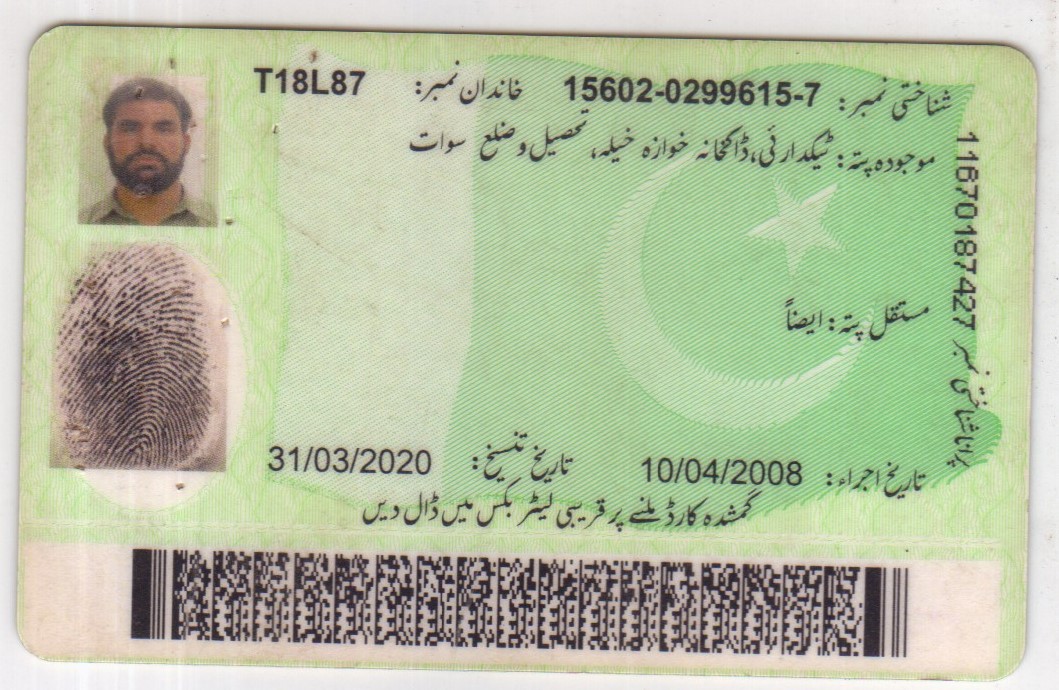 شناختی نمبر: 15602-0299615-7 خاندان نمبر: T18L87
موجودہ پتہ: ٹیکدارئی، ڈاکخانہ خوازہ خیلہ، تحصیل و ضلع سوات
مستقل پتہ: ایضاً
تاریخ اجراء: 10/04/2008 تاریخ تنسیخ: 31/03/2020
گمشدہ کارڈ ملنے پر قریبی لیٹر بکس میں ڈال دیں
پرانا شناختی نمبر 11670187427